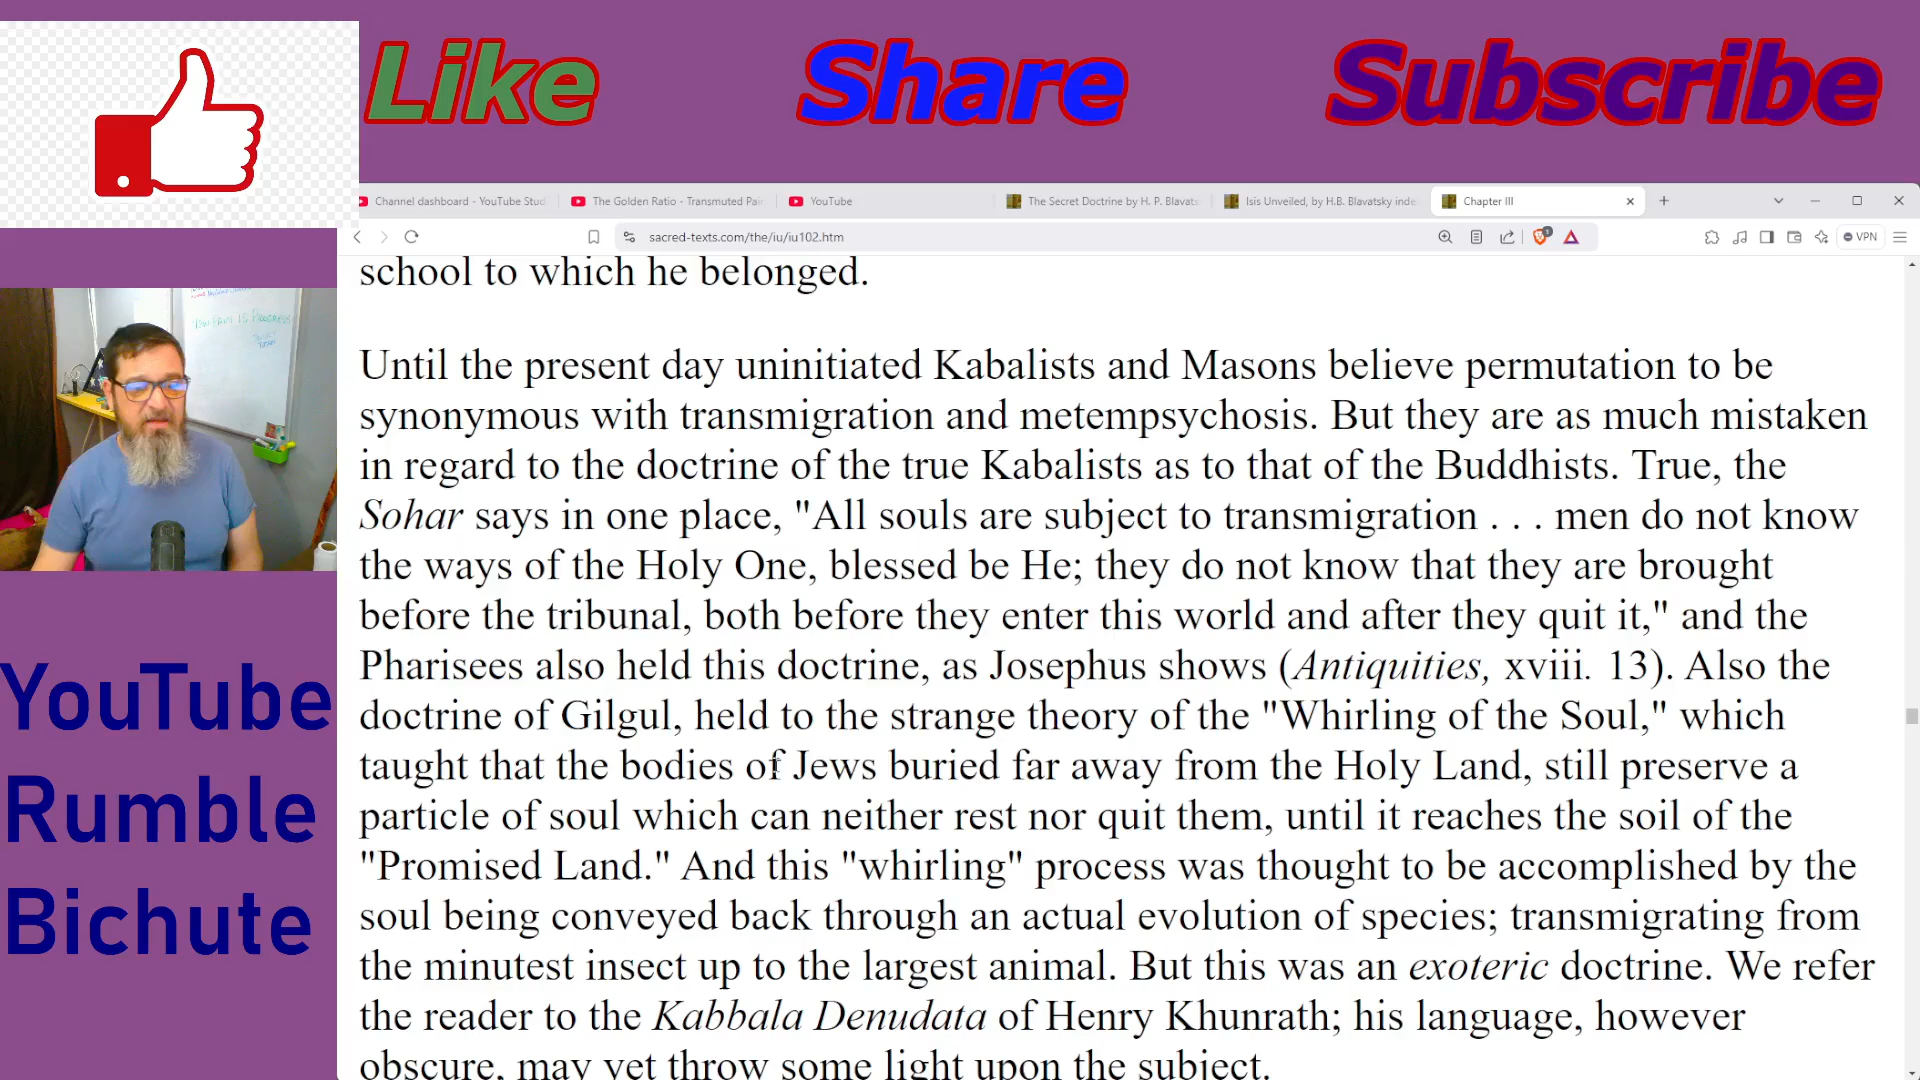 Like Share Subscribe
Channel dashboard - YouTube Stud
The Golden Ratio - Transmuted Pai
YouTube
The Secret Doctrine by H. P. Blavats
Isis Unveiled, by H.B. Blavatsky inde
Chapter III
sacred-texts.com/the/iu/iu102.htm
1
VPN
school to which he belonged.
Until the present day uninitiated Kabalists and Masons believe permutation to be
synonymous with transmigration and metempsychosis. But they are as much mistaken
in regard to the doctrine of the true Kabalists as to that of the Buddhists. True, the
Sohar says in one place, "All souls are subject to transmigration . . . men do not know
the ways of the Holy One, blessed be He; they do not know that they are brought
before the tribunal, both before they enter this world and after they quit it," and the
Pharisees also held this doctrine, as Josephus shows (Antiquities, xviii. 13). Also the
doctrine of Gilgul, held to the strange theory of the "Whirling of the Soul," which
taught that the bodies of Jews buried far away from the Holy Land, still preserve a
particle of soul which can neither rest nor quit them, until it reaches the soil of the
"Promised Land." And this "whirling" process was thought to be accomplished by the
soul being conveyed back through an actual evolution of species; transmigrating from
the minutest insect up to the largest animal. But this was an exoteric doctrine. We refer
the reader to the Kabbala Denudata of Henry Khunrath; his language, however
obscure, may yet throw some light upon the subject.
YouTube
Rumble
Bichute